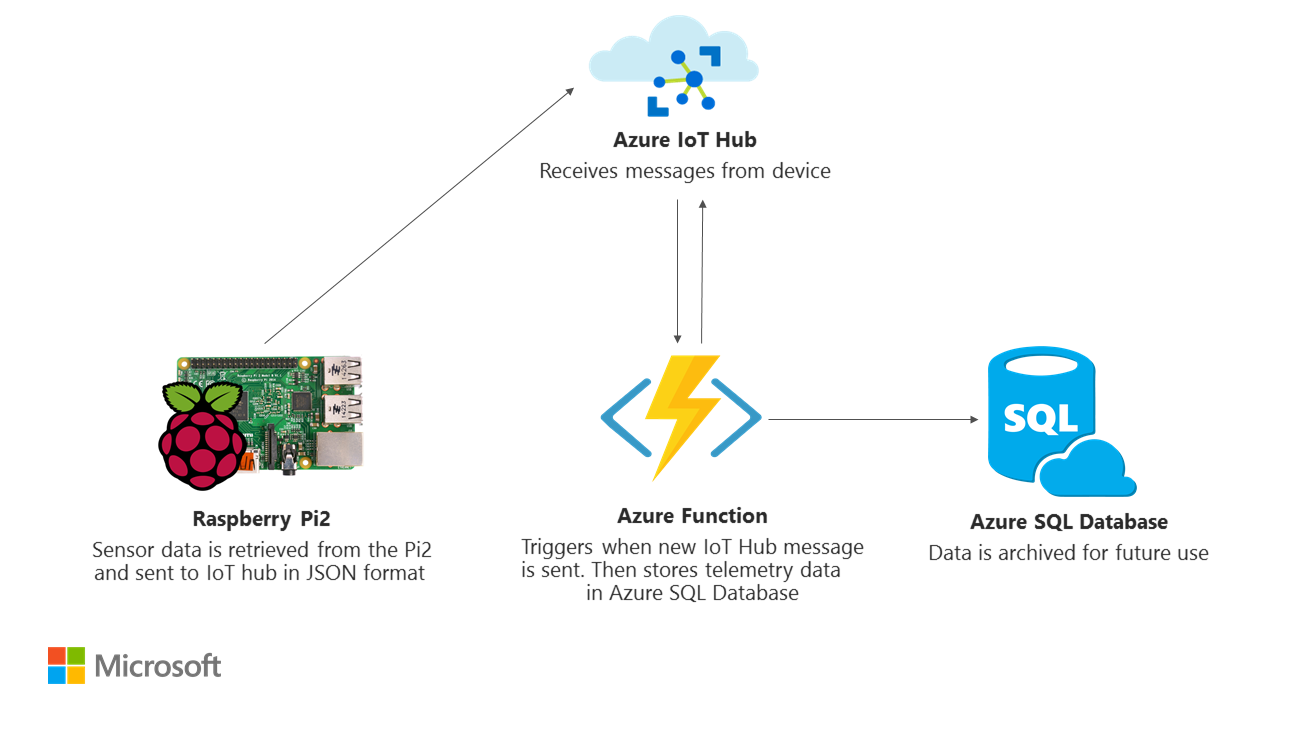 Azure IoT Hub
Receives messages from device
Raspberry Pi2
Sensor data is retrieved from the Pi2
and sent to IoT hub in JSON format
Azure Function
Triggers when new IoT Hub message
is sent. Then stores telemetry data
in Azure SQL Database
SQL
Azure SQL Database
Data is archived for future use
Microsoft